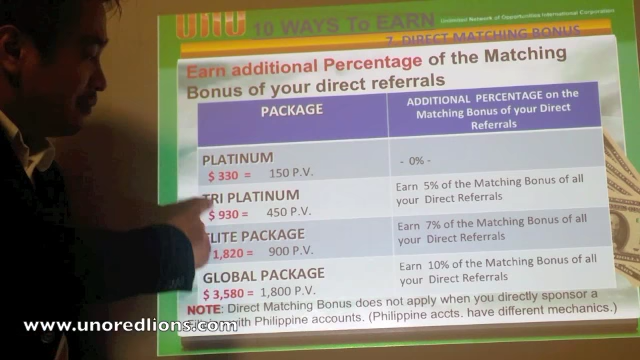 UNO 10 WAYS To EARN
Unlimited Network of Opportunities International Corporation
7. DIRECT MATCHING BONUS
Earn additional Percentage of the Matching
Bonus of your direct referrals
PACKAGE
ADDITIONAL PERCENTAGE on the
Matching Bonus of your Direct
Referrals
PLATINUM
$ 330 = 150 P.V.
- 0% -
TRI PLATINUM
$ 930 = 450 P.V.
Earn 5% of the Matching Bonus of all
your Direct Referrals
LITE PACKAGE
1,820 = 900 P.V.
Earn 7% of the Matching Bonus of all
your Direct Referrals
GLOBAL PACKAGE
$ 3,580 = 1,800 P.V.
Earn 10% of the Matching Bonus of all
your Direct Referrals
NOTE: Direct Matching Bonus does not apply when you directly sponsor a
with Philippine accounts. (Philippine accts. have different mechanics.)
www.unoredlions.com